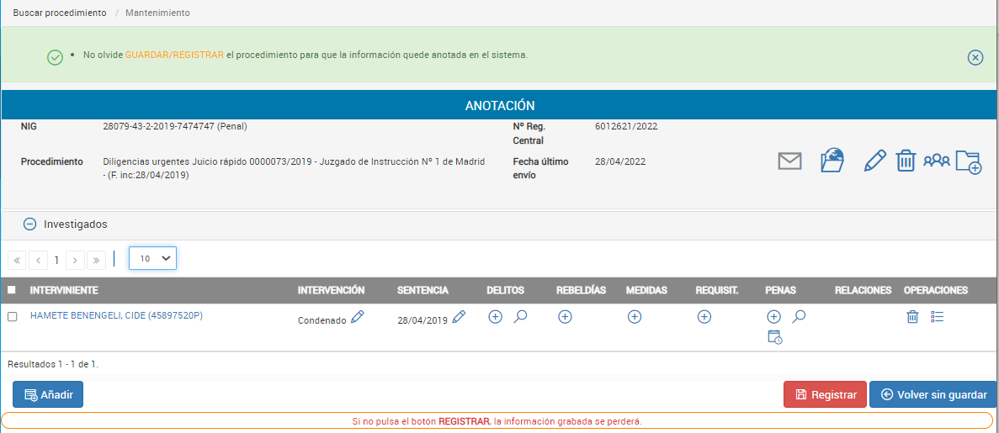 Buscar procedimiento / Mantenimiento
No olvide GUARDAR/REGISTRAR el procedimiento para que la información quede anotada en el sistema.
ANOTACIÓN
NIG 28079-43-2-2019-7474747 (Penal) Nº Reg. Central 6012621/2022
Procedimiento Diligencias urgentes Juicio rápido 0000073/2019 - Juzgado de Instrucción Nº 1 de Madrid - (F. inc:28/04/2019) Fecha último envío 28/04/2022
Investigados
« ‹ 1 › » 10
INTERVINIENTE INTERVENCIÓN SENTENCIA DELITOS REBELDÍAS MEDIDAS REQUISIT. PENAS RELACIONES OPERACIONES
HAMETE BENENGELI, CIDE (45897520P) Condenado 28/04/2019
Resultados 1 - 1 de 1.
Añadir Registrar Volver sin guardar
Si no pulsa el botón REGISTRAR, la información grabada se perderá.